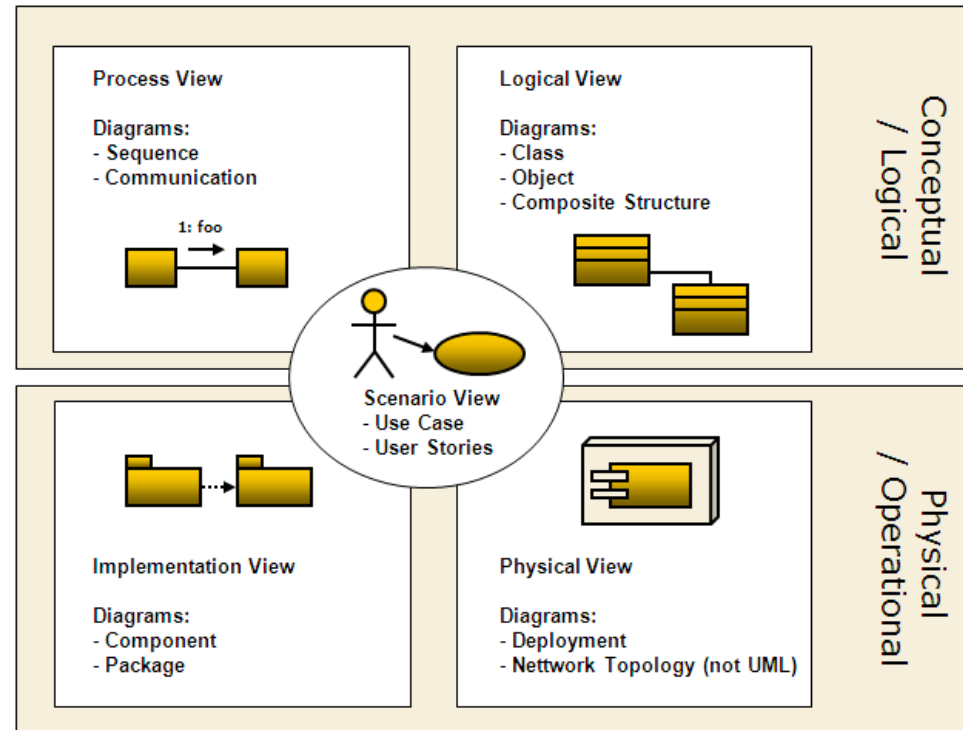 Process View
Diagrams:
- Sequence
- Communication
1: foo
Logical View
Diagrams:
- Class
- Object
- Composite Structure
Conceptual
/ Logical
Scenario View
- Use Case
- User Stories
Implementation View
Diagrams:
- Component
- Package
Physical View
Diagrams:
- Deployment
- Nettwork Topology (not UML)
Physical
/ Operational